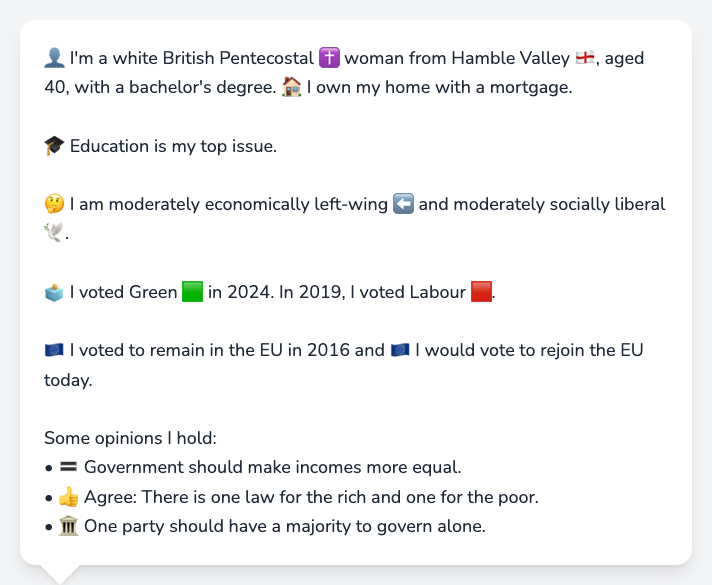 👤 I'm a white British Pentecostal ✝️ woman from Hamble Valley 🏴󠁧󠁢󠁥󠁮󠁧󠁿, aged
40, with a bachelor's degree. 🏠 I own my home with a mortgage.
🎓 Education is my top issue.
🤔 I am moderately economically left-wing ⬅️ and moderately socially liberal
🕊️.
🗳️ I voted Green 🟩 in 2024. In 2019, I voted Labour 🟥.
🇪🇺 I voted to remain in the EU in 2016 and 🇪🇺 I would vote to rejoin the EU
today.
Some opinions I hold:
• 🟰 Government should make incomes more equal.
• 👍 Agree: There is one law for the rich and one for the poor.
• 🏛️ One party should have a majority to govern alone.